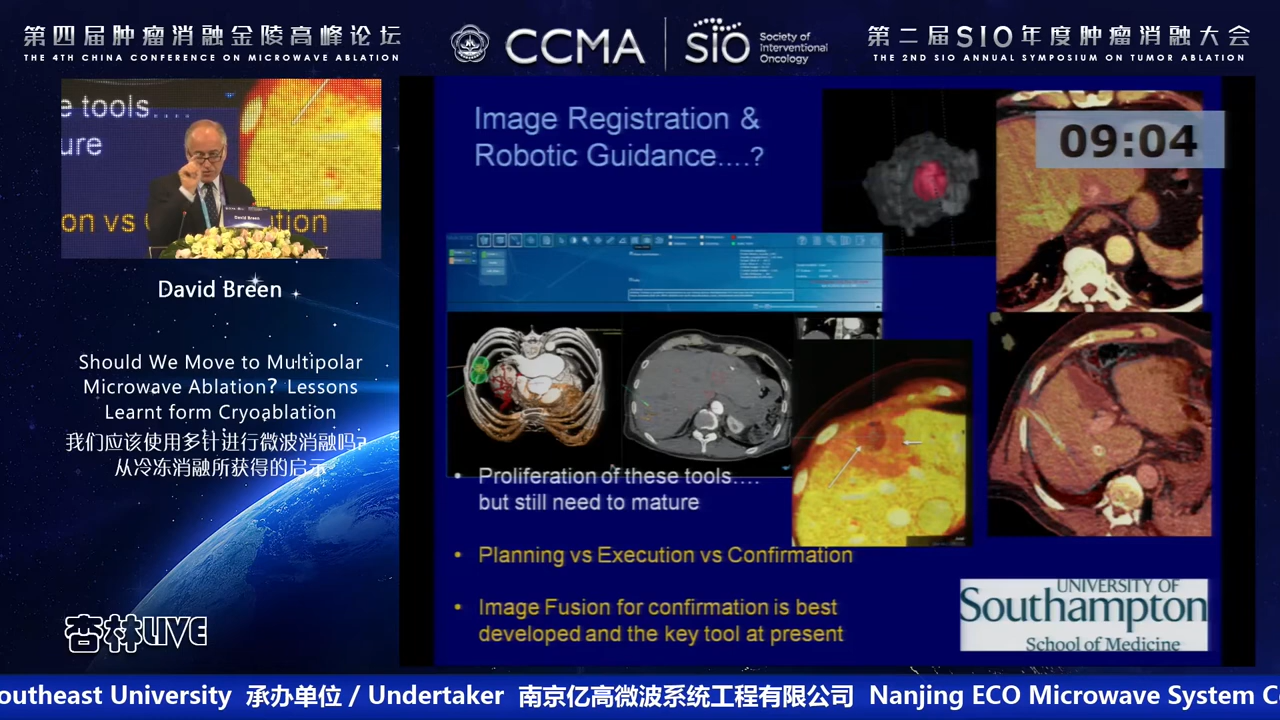 第四届肿瘤消融金陵高峰论坛
THE 4TH CHINA CONFERENCE ON MICROWAVE ABLATION
CCMA
SIO
Society of
Interventional
Oncology
第二届SIO年度肿瘤消融大会
THE 2ND SIO ANNUAL SYMPOSIUM ON TUMOR ABLATION
e tools....
ure
on vs
tion
David Breen
David Breen
Should We Move to Multipolar
Microwave Ablation? Lessons
Learnt form Cryoablation
我们应该使用多针进行微波消融吗?
从冷冻消融所获得的启示
杏林LIVE
Image Registration &
Robotic Guidance....?
09:04
• Proliferation of these tools....
but still need to mature
• Planning vs Execution vs Confirmation
• Image Fusion for confirmation is best
developed and the key tool at present
UNIVERSITY OF
Southampton
School of Medicine
outheast University 承办单位 / Undertaker 南京亿高微波系统工程有限公司 Nanjing ECO Microwave System C